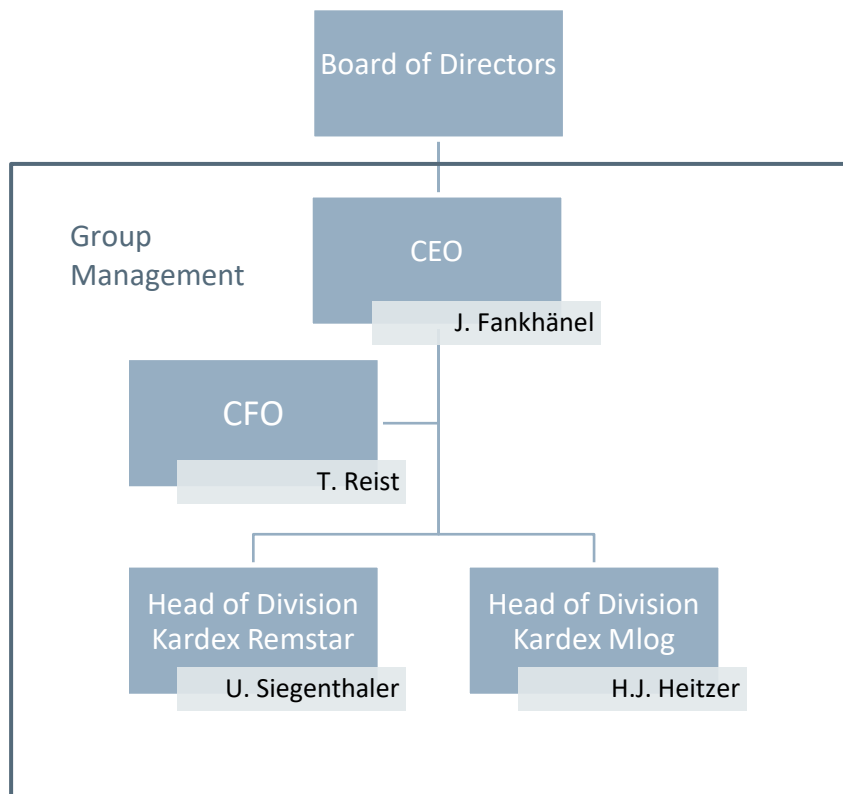 Board of Directors
Group
Management
CEO
J. Fankhänel
CFO
T. Reist
Head of Division
Kardex Remstar
U. Siegenthaler
Head of Division
Kardex Mlog
H.J. Heitzer